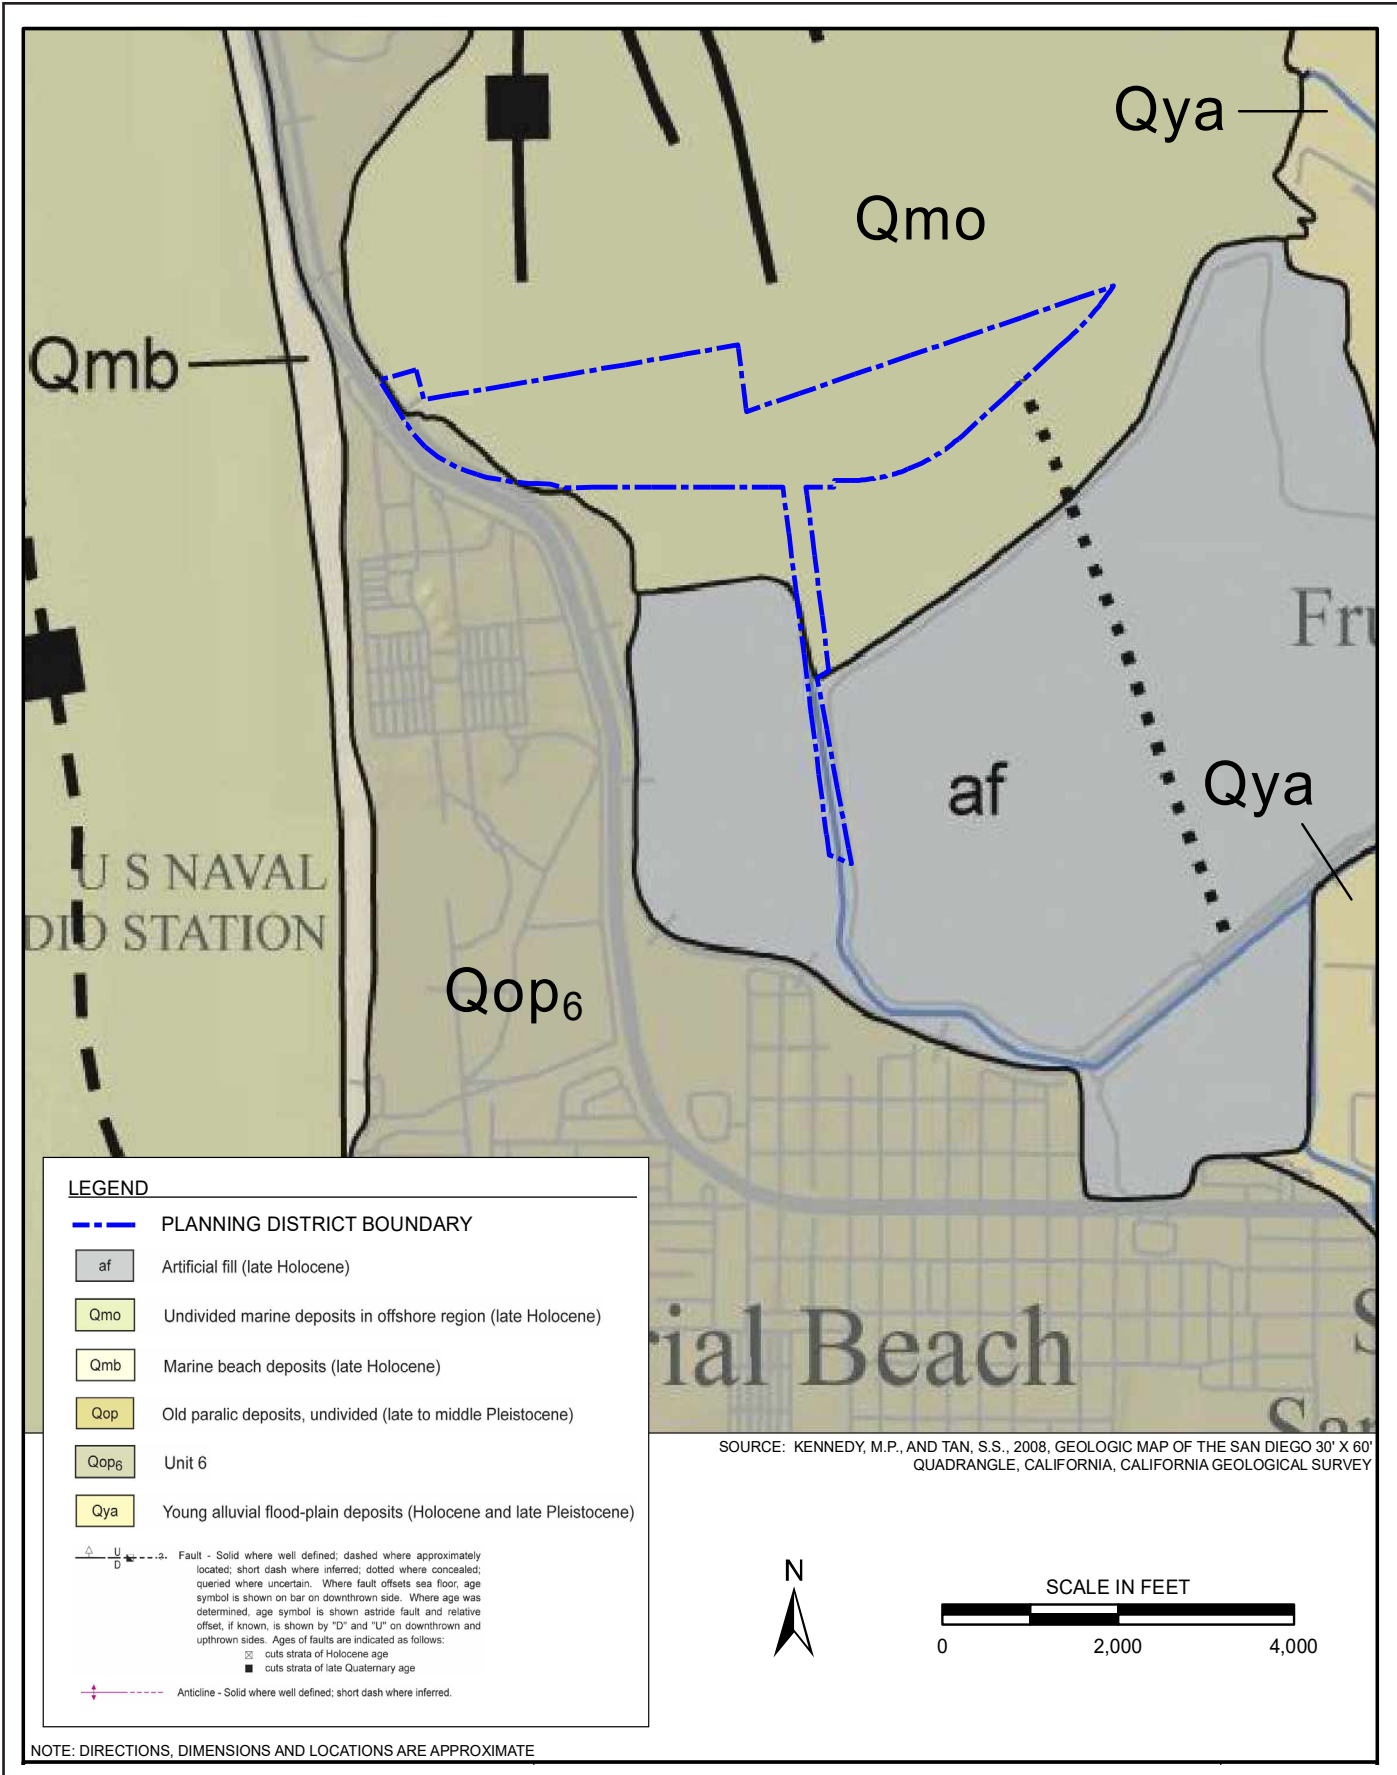 Qya
Qmo
Qmb
Fru
af
Qya
U S NAVAL
DIO STATION
Qop6
rial Beach
S
San
LEGEND
PLANNING DISTRICT BOUNDARY
af Artificial fill (late Holocene)
Qmo Undivided marine deposits in offshore region (late Holocene)
Qmb Marine beach deposits (late Holocene)
Qop Old paralic deposits, undivided (late to middle Pleistocene)
Qop6 Unit 6
Qya Young alluvial flood-plain deposits (Holocene and late Pleistocene)
U
D
? Fault - Solid where well defined; dashed where approximately
located; short dash where inferred; dotted where concealed;
queried where uncertain. Where fault offsets sea floor, age
symbol is shown on bar on downthrown side. Where age was
determined, age symbol is shown astride fault and relative
offset, if known, is shown by "D" and "U" on downthrown and
upthrown sides. Ages of faults are indicated as follows:
cuts strata of Holocene age
cuts strata of late Quaternary age
Anticline - Solid where well defined; short dash where inferred.
SOURCE: KENNEDY, M.P., AND TAN, S.S., 2008, GEOLOGIC MAP OF THE SAN DIEGO 30' X 60'
QUADRANGLE, CALIFORNIA, CALIFORNIA GEOLOGICAL SURVEY
N
SCALE IN FEET
0 2,000 4,000
NOTE: DIRECTIONS, DIMENSIONS AND LOCATIONS ARE APPROXIMATE